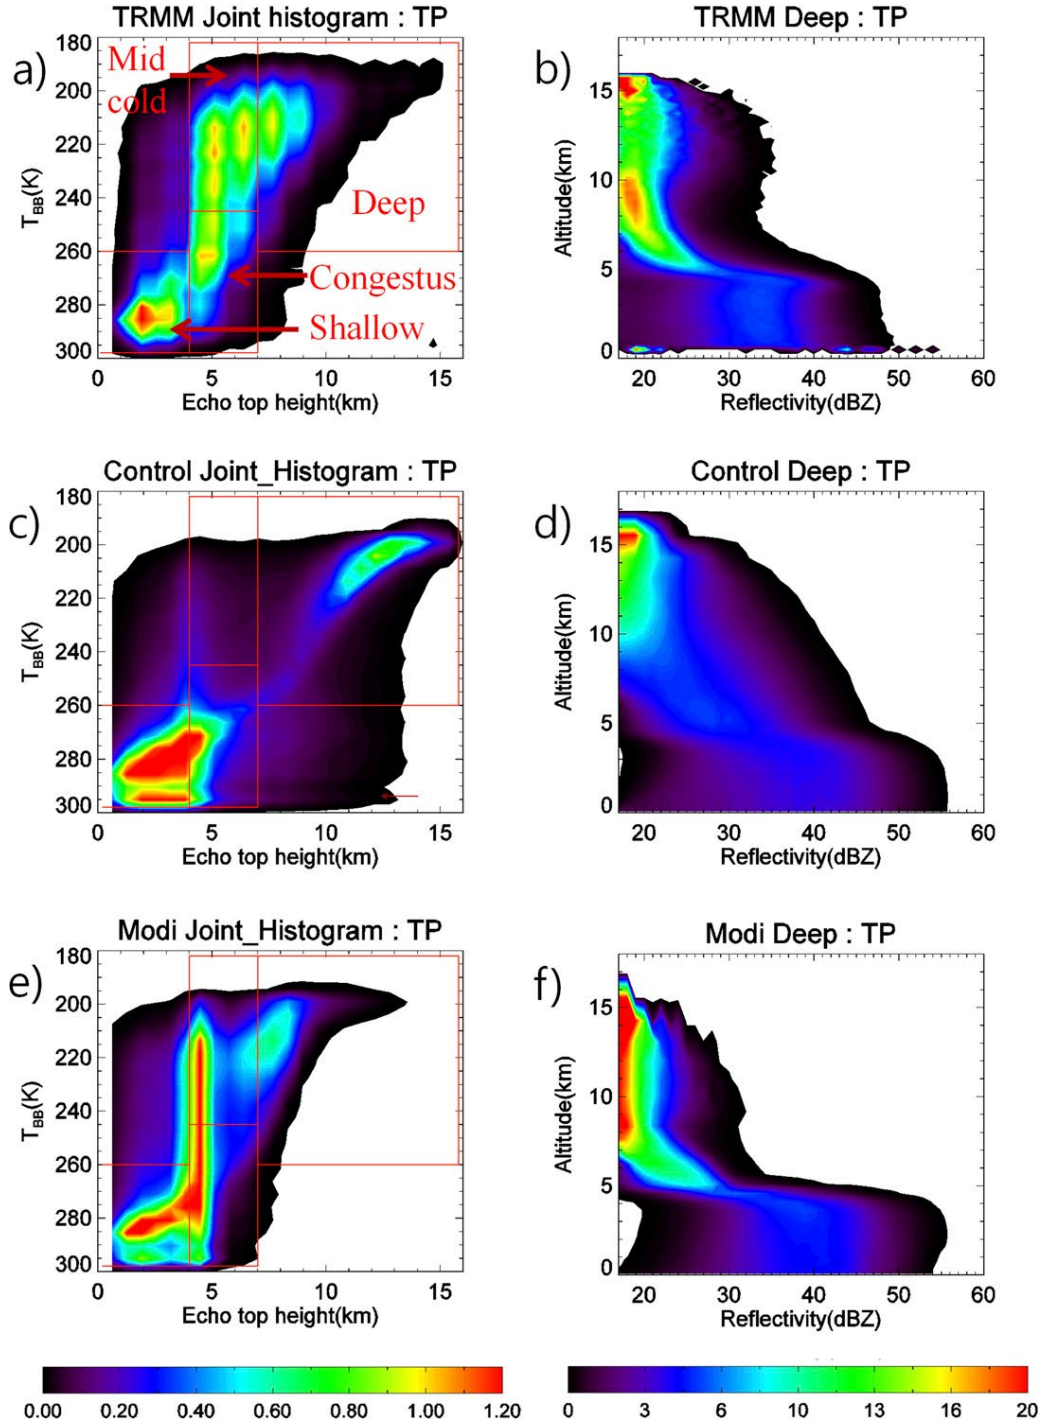 TRMM Joint histogram : TP
a)
180
200
220
240
260
280
300
T_BB(K)
Mid
cold
Deep
Congestus
Shallow
0 5 10 15
Echo top height(km)
TRMM Deep : TP
b)
15
10
5
0
Altitude(km)
20 30 40 50 60
Reflectivity(dBZ)
Control Joint_Histogram : TP
c)
180
200
220
240
260
280
300
T_BB(K)
0 5 10 15
Echo top height(km)
Control Deep : TP
d)
15
10
5
0
Altitude(km)
20 30 40 50 60
Reflectivity(dBZ)
Modi Joint_Histogram : TP
e)
180
200
220
240
260
280
300
T_BB(K)
0 5 10 15
Echo top height(km)
Modi Deep : TP
f)
15
10
5
0
Altitude(km)
20 30 40 50 60
Reflectivity(dBZ)
0.00 0.20 0.40 0.60 0.80 1.00 1.20
0 3 6 10 13 16 20